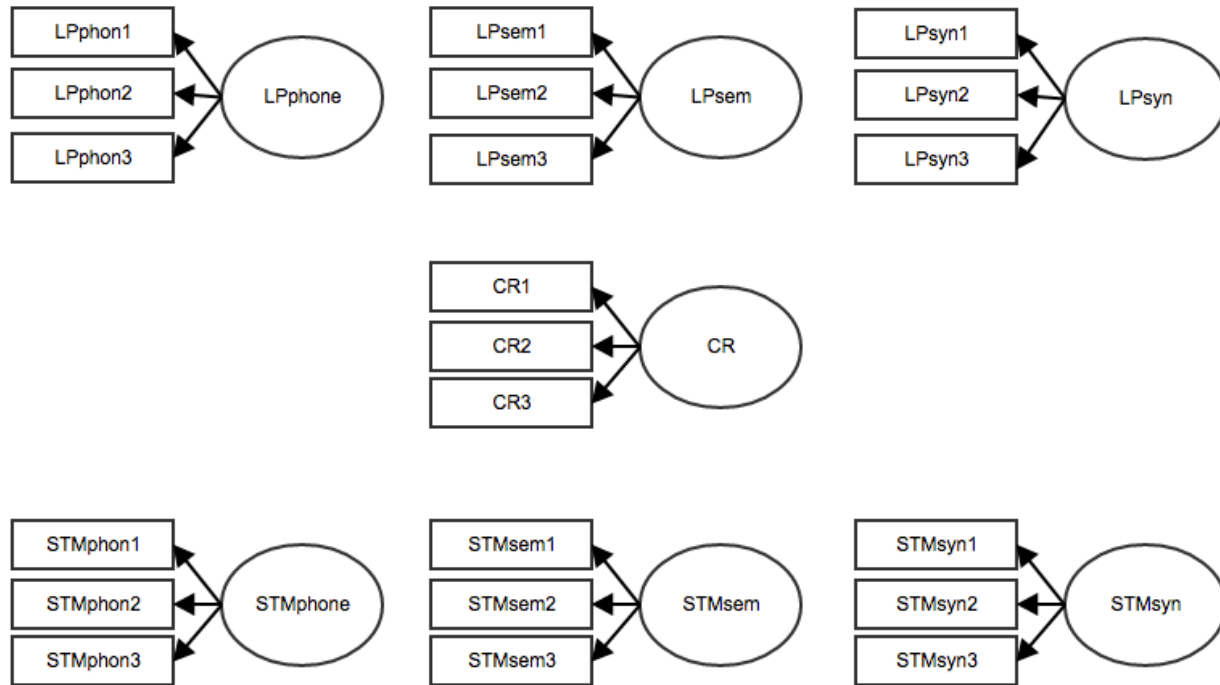 LPphon1
LPphon2
LPphon3
LPphone
LPsem1
LPsem2
LPsem3
LPsem
LPsyn1
LPsyn2
LPsyn3
LPsyn
CR1
CR2
CR3
CR
STMphon1
STMphon2
STMphon3
STMphone
STMsem1
STMsem2
STMsem3
STMsem
STMsyn1
STMsyn2
STMsyn3
STMsyn